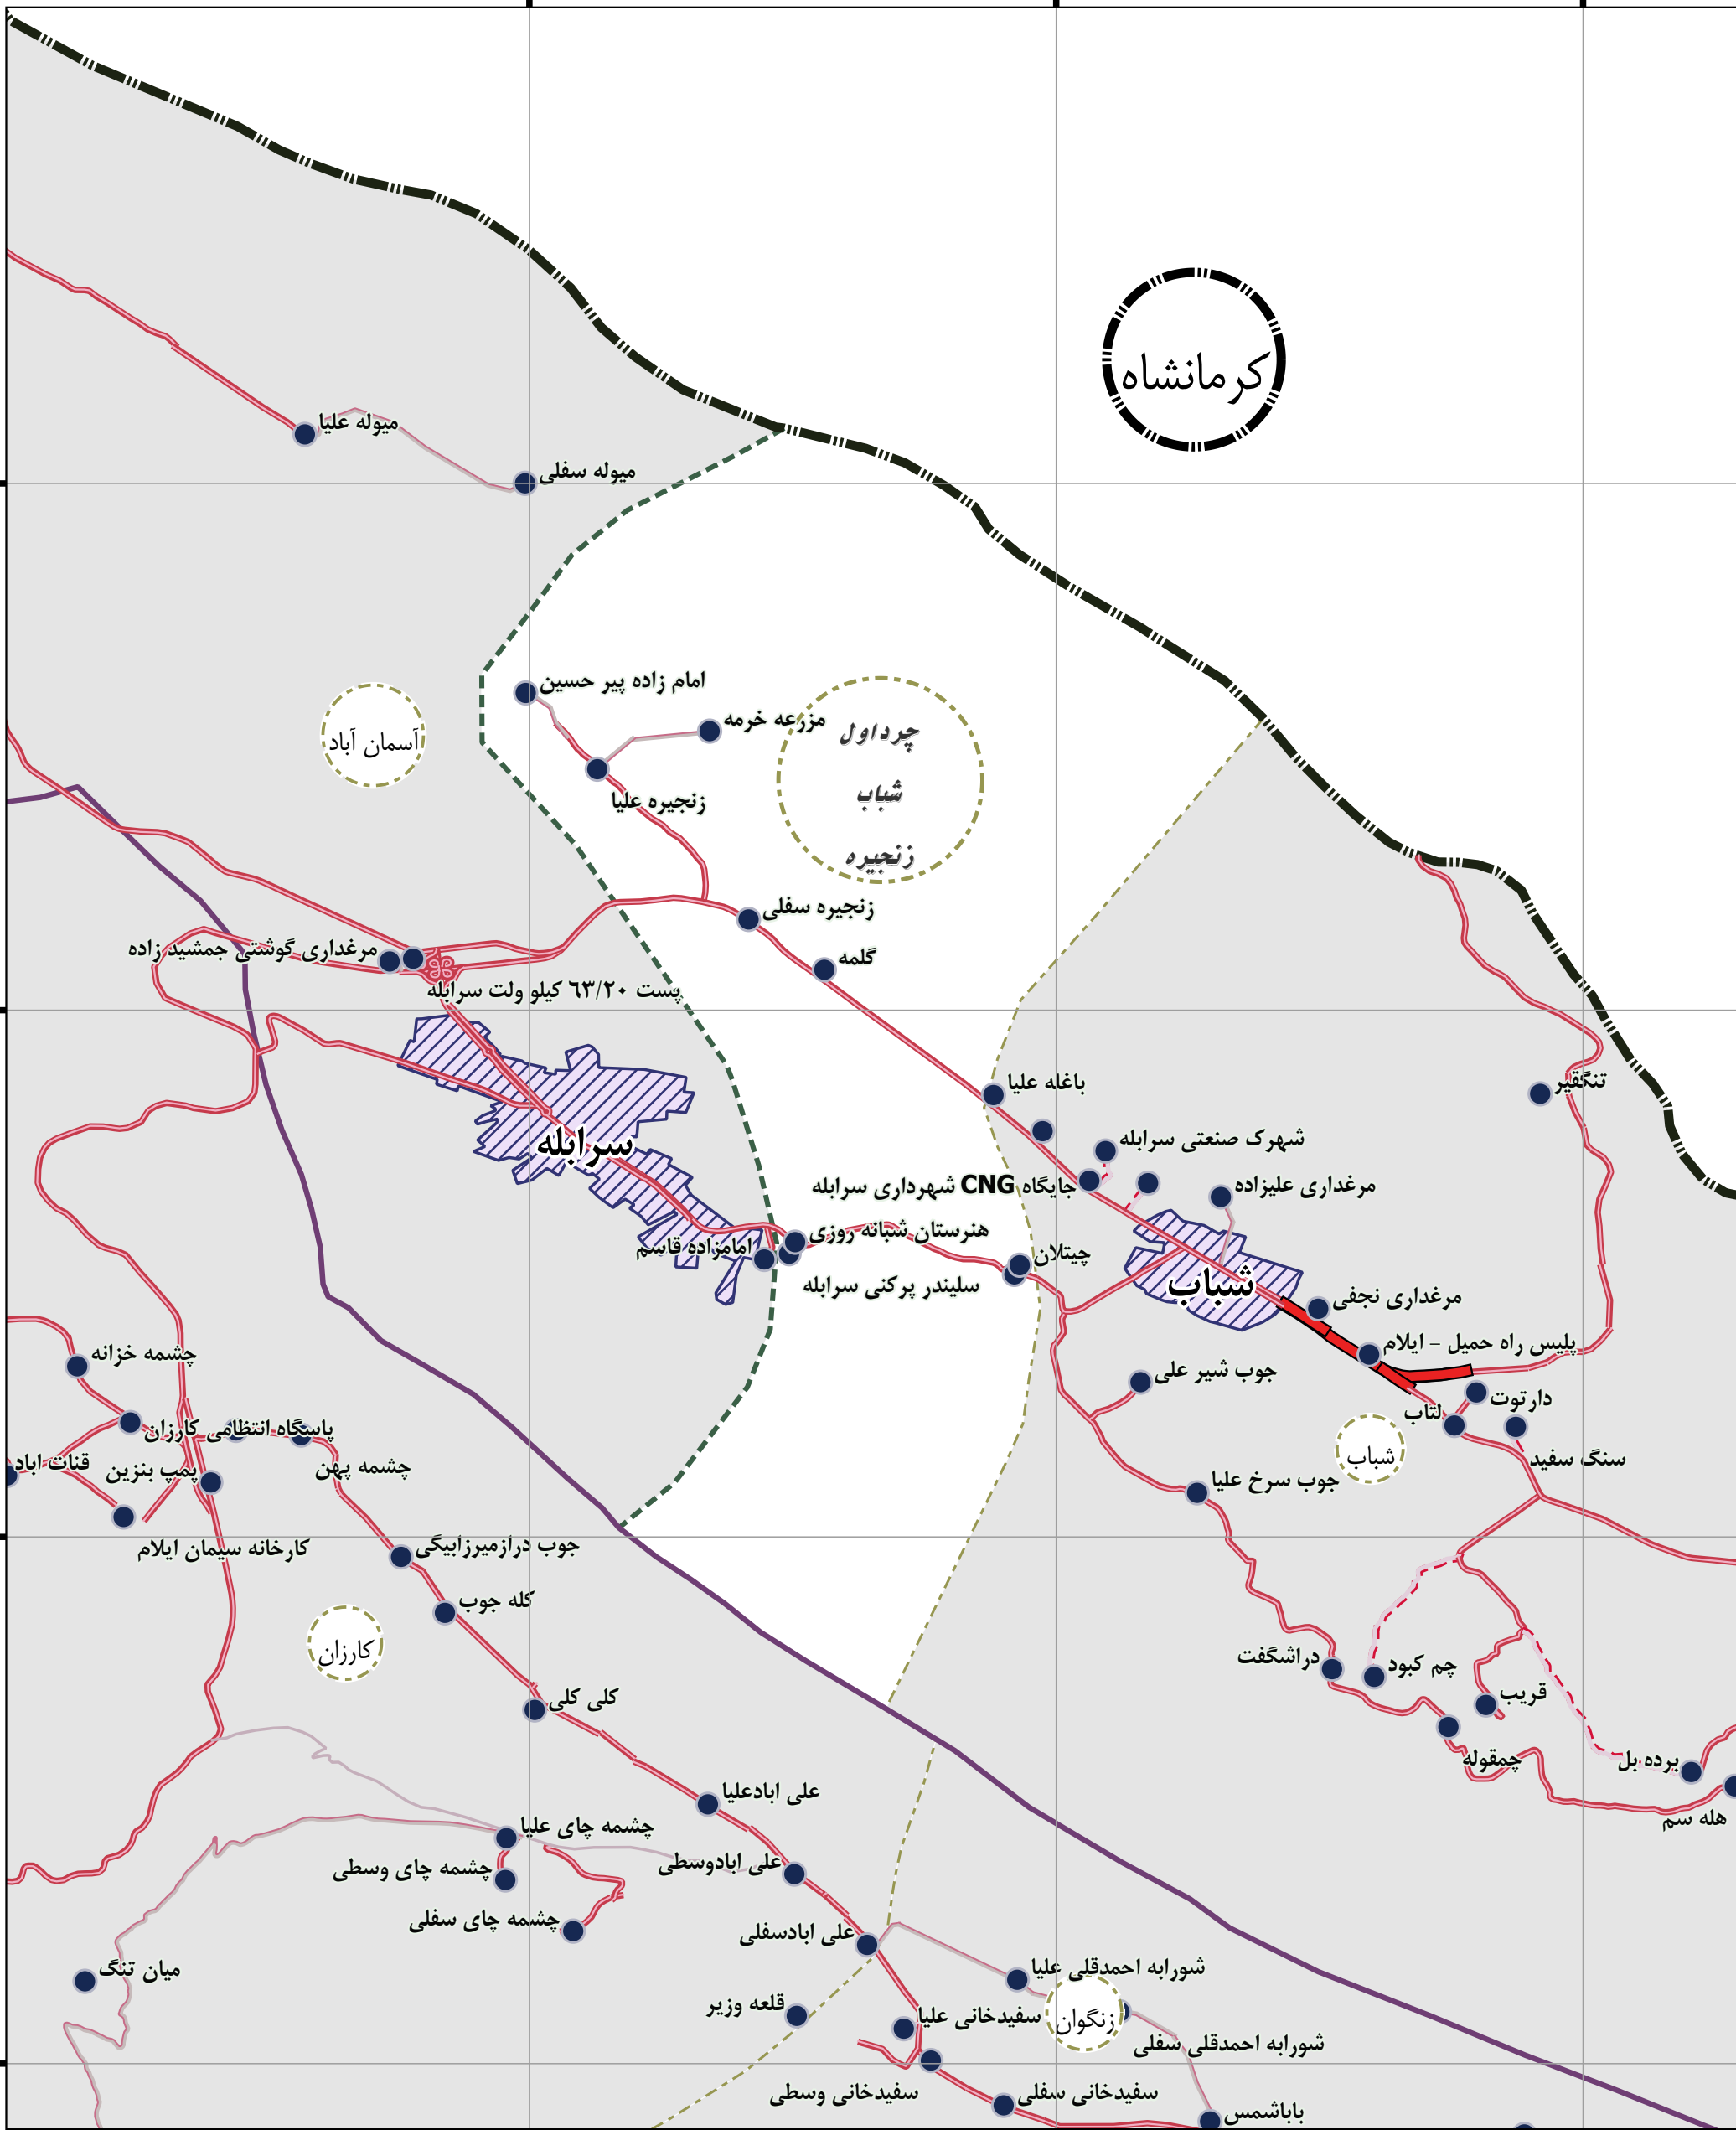 کرمانشاه
میوله علیا
میوله سفلی
امام زاده پیر حسین
مزرعه خرمه
چرداول
شباب
زنجیره
آسمان آباد
زنجیره علیا
زنجیره سفلی
مرغداری گوشتی جمشید زاده
گلمه
پست ٦٣/٢٠ کیلو ولت سرابله
باغله علیا
تنگقیر
شهرک صنعتی سرابله
سرابله
جایگاه CNG شهرداری سرابله
مرغداری علیزاده
هنرستان شبانه روزی
امامزاده قاسم
چیتلان
سلیندر پرکنی سرابله
شباب
مرغداری نجفی
پلیس راه حمیل - ایلام
چشمه خزانه
جوب شیر علی
دارتوت
لتاب
پاسگاه انتظامی کارزان
شباب
سنگ سفید
قنات اباد
پمپ بنزین
چشمه پهن
جوب سرخ علیا
کارخانه سیمان ایلام
جوب درازمیرزابیگی
کله جوب
کارزان
دراشگفت
چم کبود
قریب
کلی کلی
چمقوله
برده بل
علی ابادعلیا
هله سم
چشمه چای علیا
چشمه چای وسطی
علی ابادوسطی
چشمه چای سفلی
علی ابادسفلی
میان تنگ
شورابه احمدقلی علیا
قلعه وزیر
سفیدخانی علیا
زنگوان
شورابه احمدقلی سفلی
سفیدخانی وسطی
سفیدخانی سفلی
باباشمس